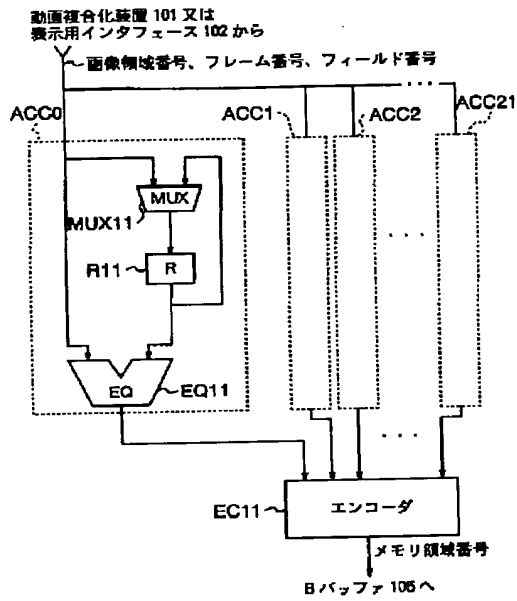 動画複合化装置 101 又は
表示用インタフェース 102 から
画像領域番号、フレーム番号、フィールド番号
ACC0
ACC1
ACC2
ACC21
MUX
MUX11
R11
R
EQ
EQ11
EC11
エンコーダ
メモリ領域番号
Bバッファ 105 へ